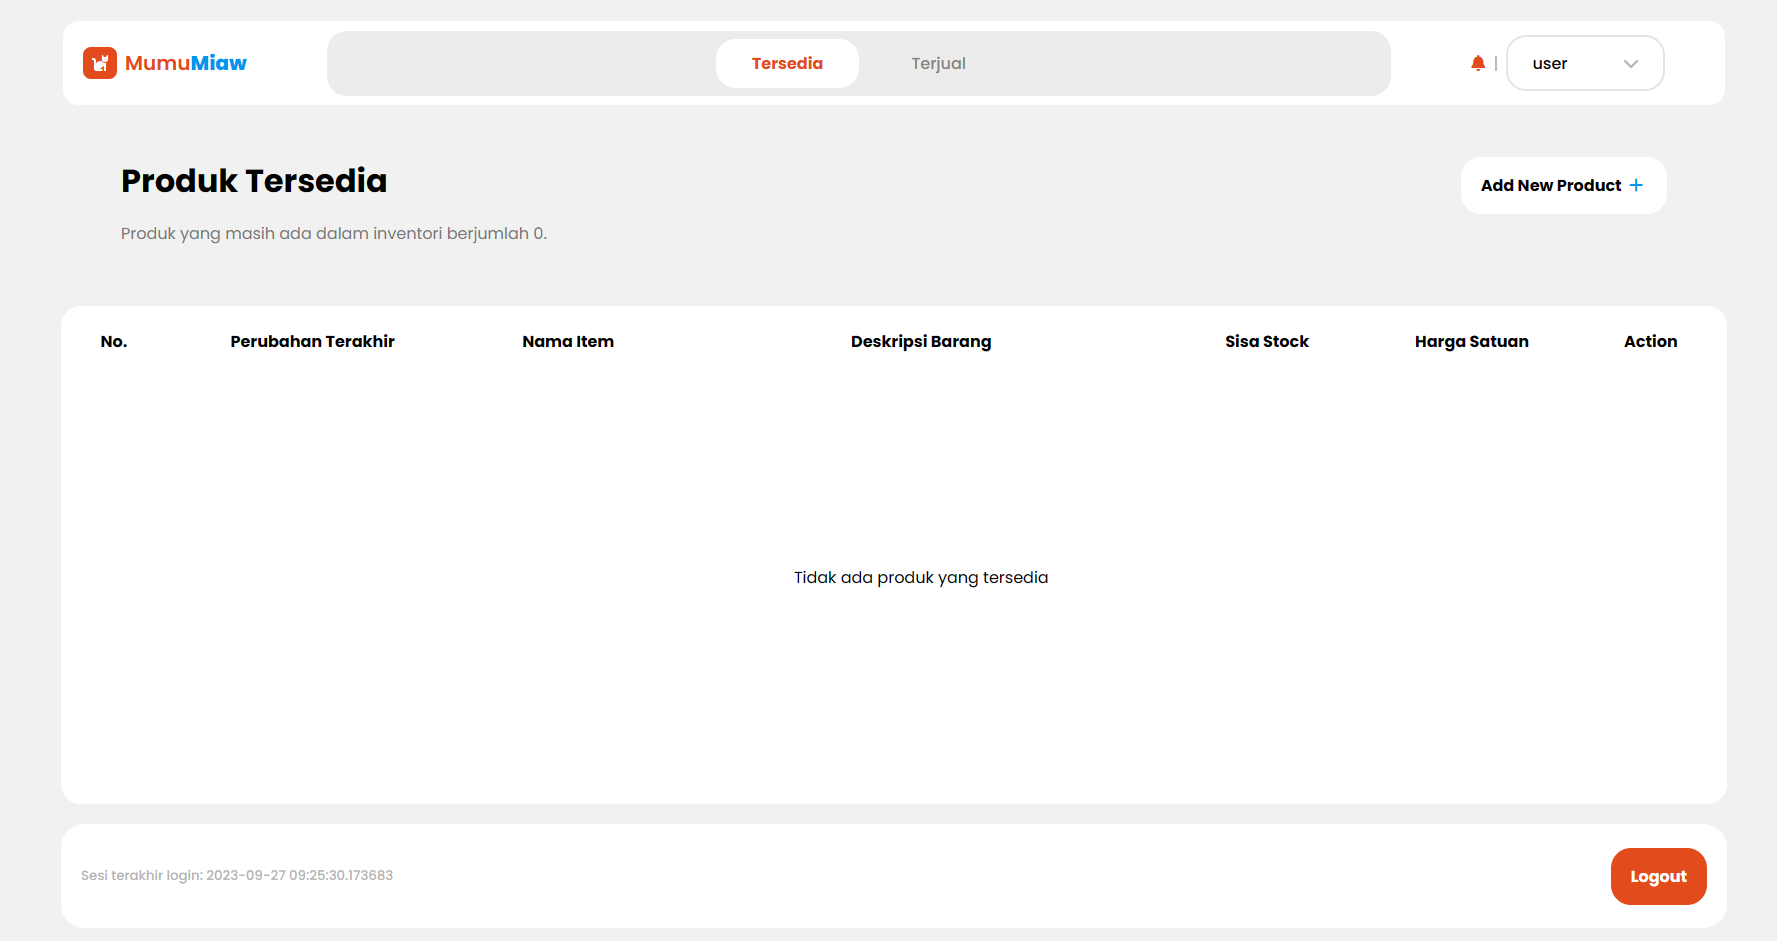 MumuMiaw
Tersedia
Terjual
|
user
Produk Tersedia
Add New Product +
Produk yang masih ada dalam inventori berjumlah 0.
No. Perubahan Terakhir Nama Item Deskripsi Barang Sisa Stock Harga Satuan Action
Tidak ada produk yang tersedia
Sesi terakhir login: 2023-09-27 09:25:30.173683
Logout